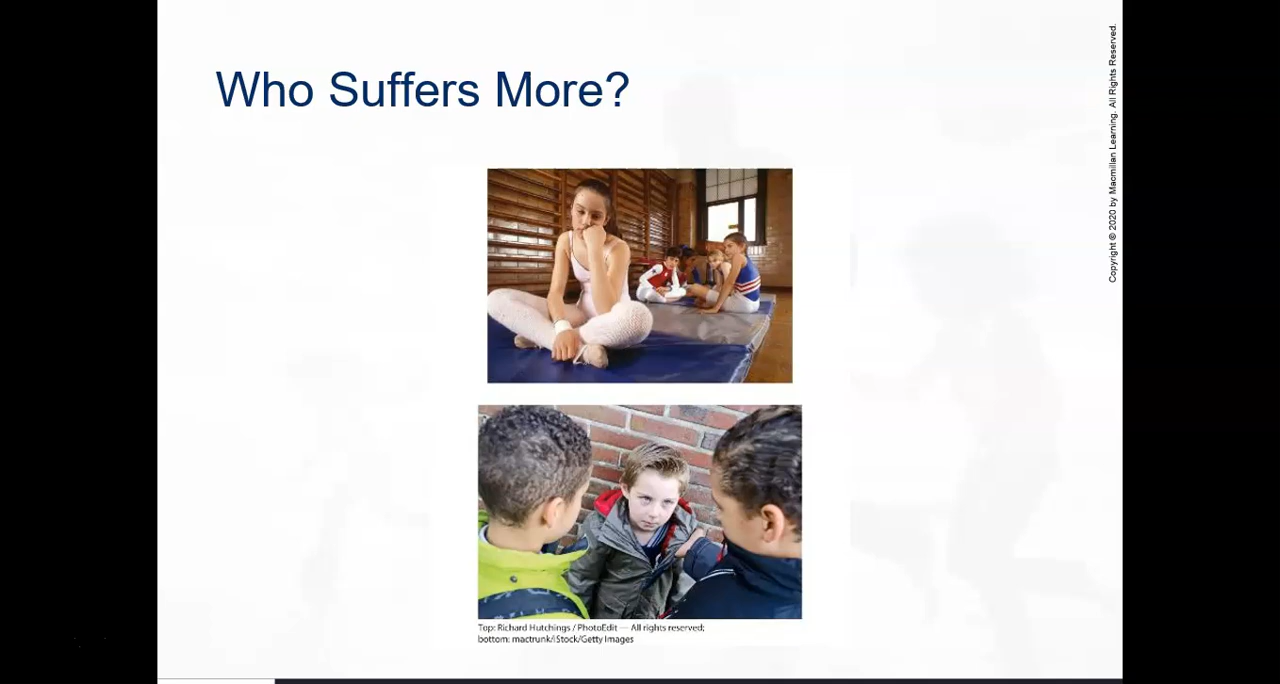 Who Suffers More?
Copyright © 2020 by Macmillan Learning. All Rights Reserved.
Top: Richard Hutchings / PhotoEdit — All rights reserved;
bottom: mactrunk/iStock/Getty Images